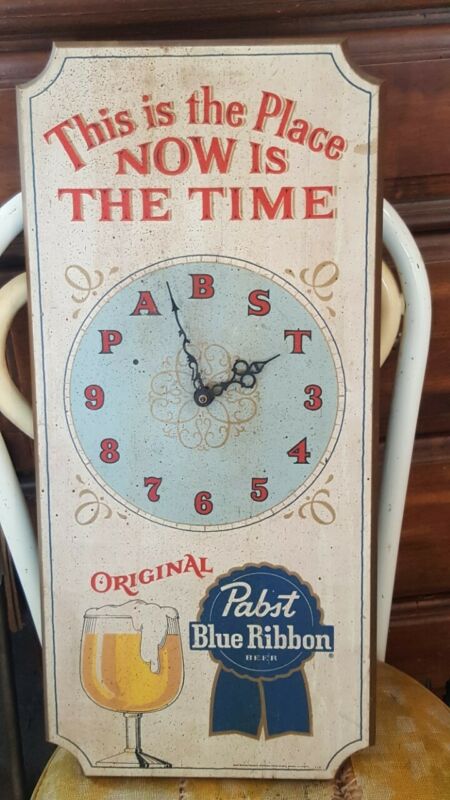 This is the Place
NOW IS
THE TIME
P A B S T
9 3
8 4
7 6 5
ORIGINAL
Pabst
Blue Ribbon
BEER